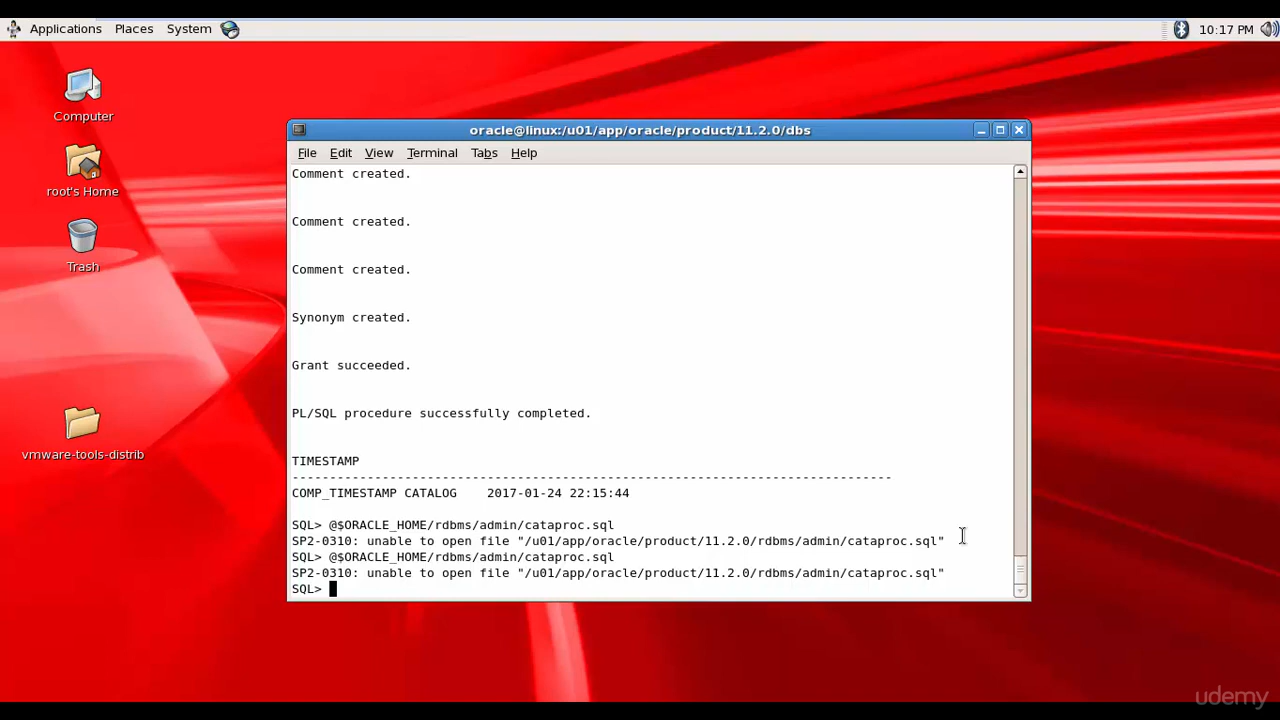 Applications Places System 10:17 PM
Computer
root's Home
Trash
vmware-tools-distrib
oracle@linux:/u01/app/oracle/product/11.2.0/dbs
File Edit View Terminal Tabs Help
Comment created.
Comment created.
Comment created.
Synonym created.
Grant succeeded.
PL/SQL procedure successfully completed.
TIMESTAMP
--------------------------------------------------------------------------------
COMP_TIMESTAMP CATALOG    2017-01-24 22:15:44
SQL> @$ORACLE_HOME/rdbms/admin/cataproc.sql
SP2-0310: unable to open file "/u01/app/oracle/product/11.2.0/rdbms/admin/cataproc.sql"
SQL> @$ORACLE_HOME/rdbms/admin/cataproc.sql
SP2-0310: unable to open file "/u01/app/oracle/product/11.2.0/rdbms/admin/cataproc.sql"
SQL>
udemy